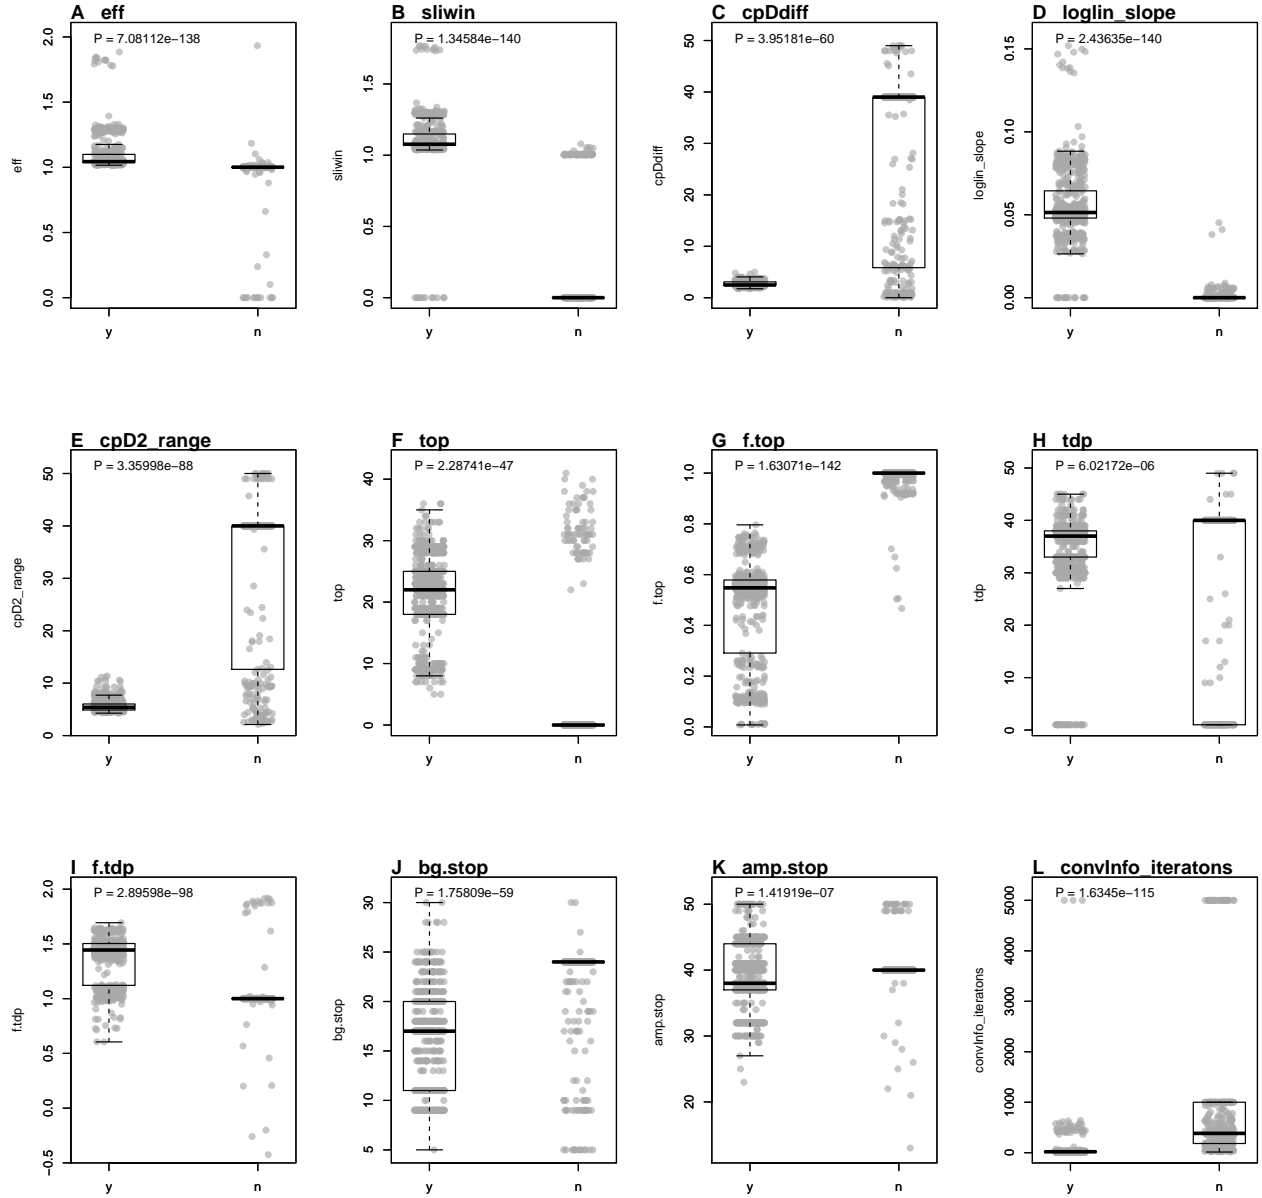 A eff
P = 7.08112e−138
eff
0.0
0.5
1.0
1.5
2.0
y
n
B sliwin
P = 1.34584e−140
sliwin
0.0
0.5
1.0
1.5
y
n
C cpDdiff
P = 3.95181e−60
cpDdiff
0
10
20
30
40
50
y
n
D loglin_slope
P = 2.43635e−140
loglin_slope
0.00
0.05
0.10
0.15
y
n
E cpD2_range
P = 3.35998e−88
cpD2_range
0
10
20
30
40
50
y
n
F top
P = 2.28741e−47
top
0
10
20
30
40
y
n
G f.top
P = 1.63071e−142
f.top
0.0
0.2
0.4
0.6
0.8
1.0
y
n
H tdp
P = 6.02172e−06
tdp
0
10
20
30
40
50
y
n
I f.tdp
P = 2.89598e−98
f.tdp
−0.5
0.0
0.5
1.0
1.5
2.0
y
n
J bg.stop
P = 1.75809e−59
bg.stop
5
10
15
20
25
30
y
n
K amp.stop
P = 1.41919e−07
amp.stop
20
30
40
50
y
n
L convInfo_iteratons
P = 1.6345e−115
convInfo_iteratons
0
1000
2000
3000
4000
5000
y
n